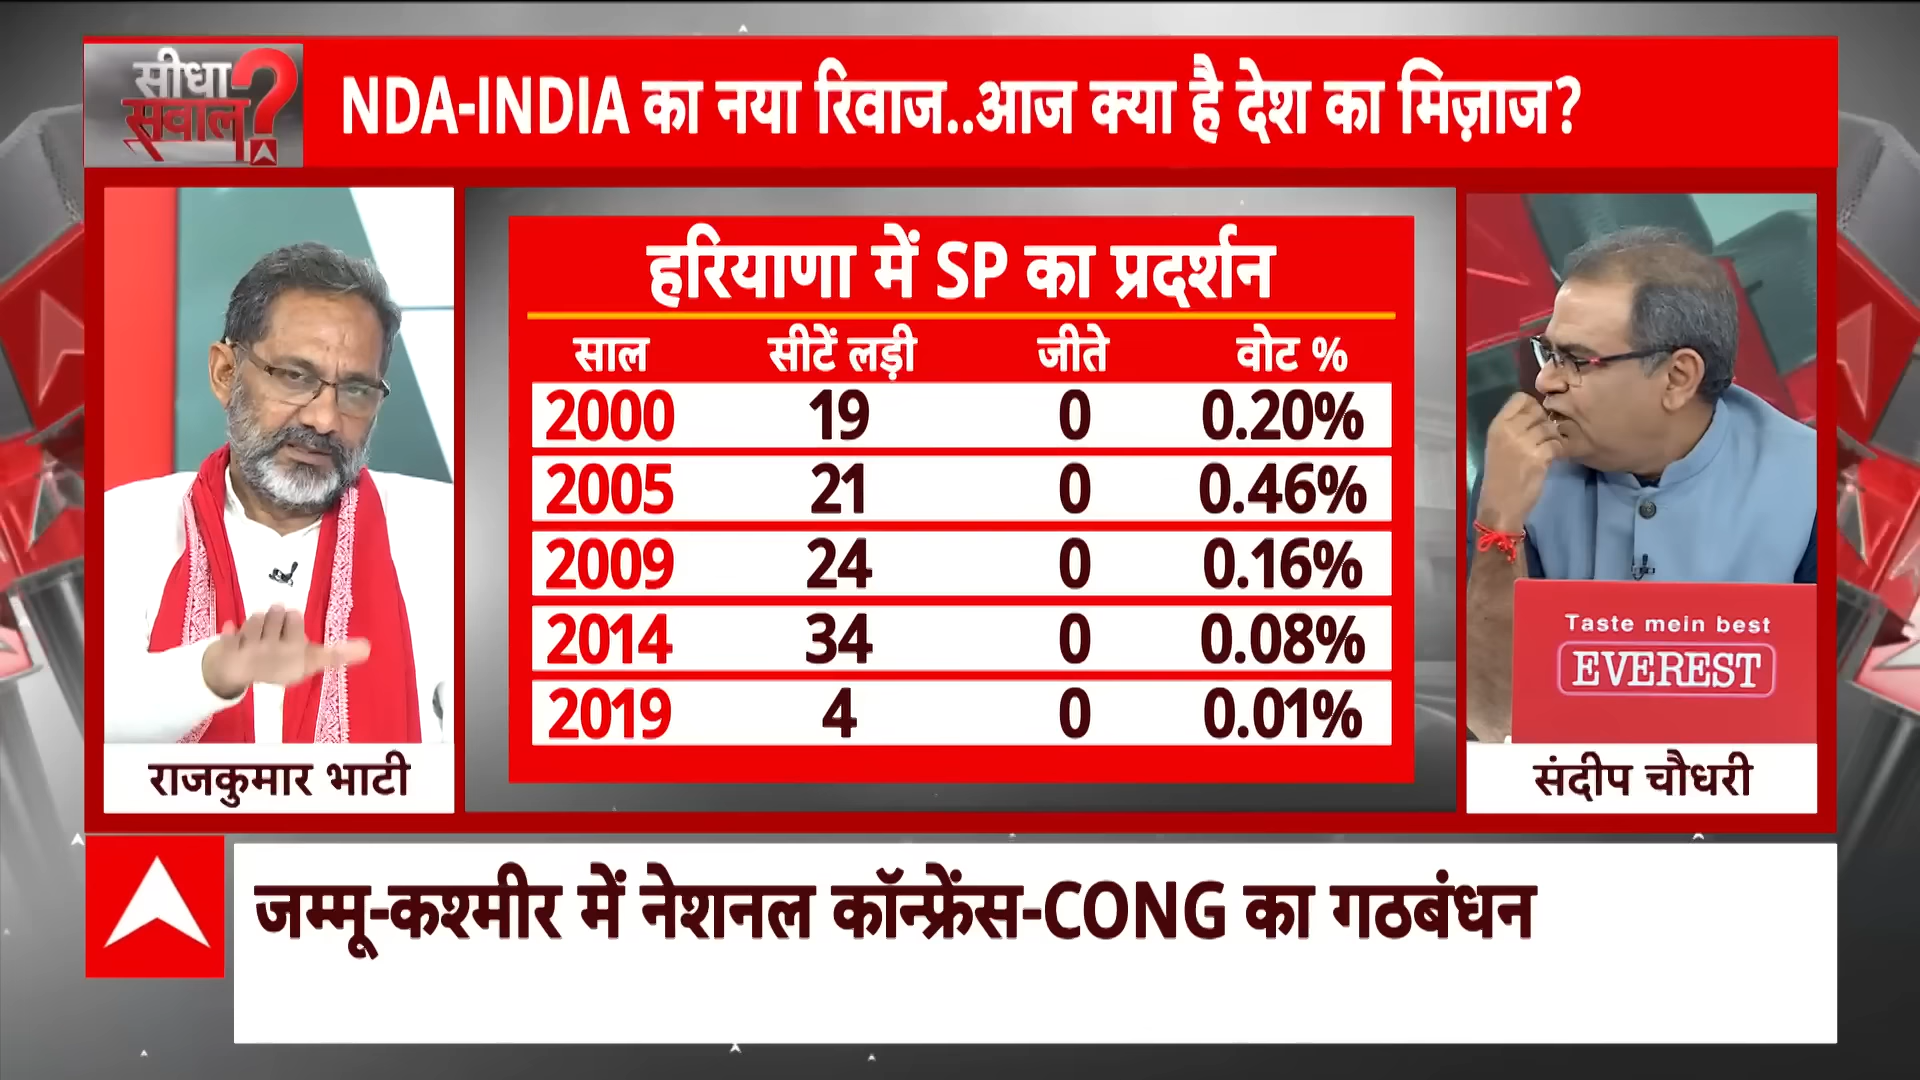 सीधा
सवाल?
NDA-INDIA का नया रिवाज..आज क्या है देश का मिज़ाज?
हरियाणा में SP का प्रदर्शन
साल सीटें लड़ी जीते वोट %
2000 19 0 0.20%
2005 21 0 0.46%
2009 24 0 0.16%
2014 34 0 0.08%
2019 4 0 0.01%
Taste mein best
EVEREST
राजकुमार भाटी
संदीप चौधरी
जम्मू-कश्मीर में नेशनल कॉन्फ्रेंस-CONG का गठबंधन